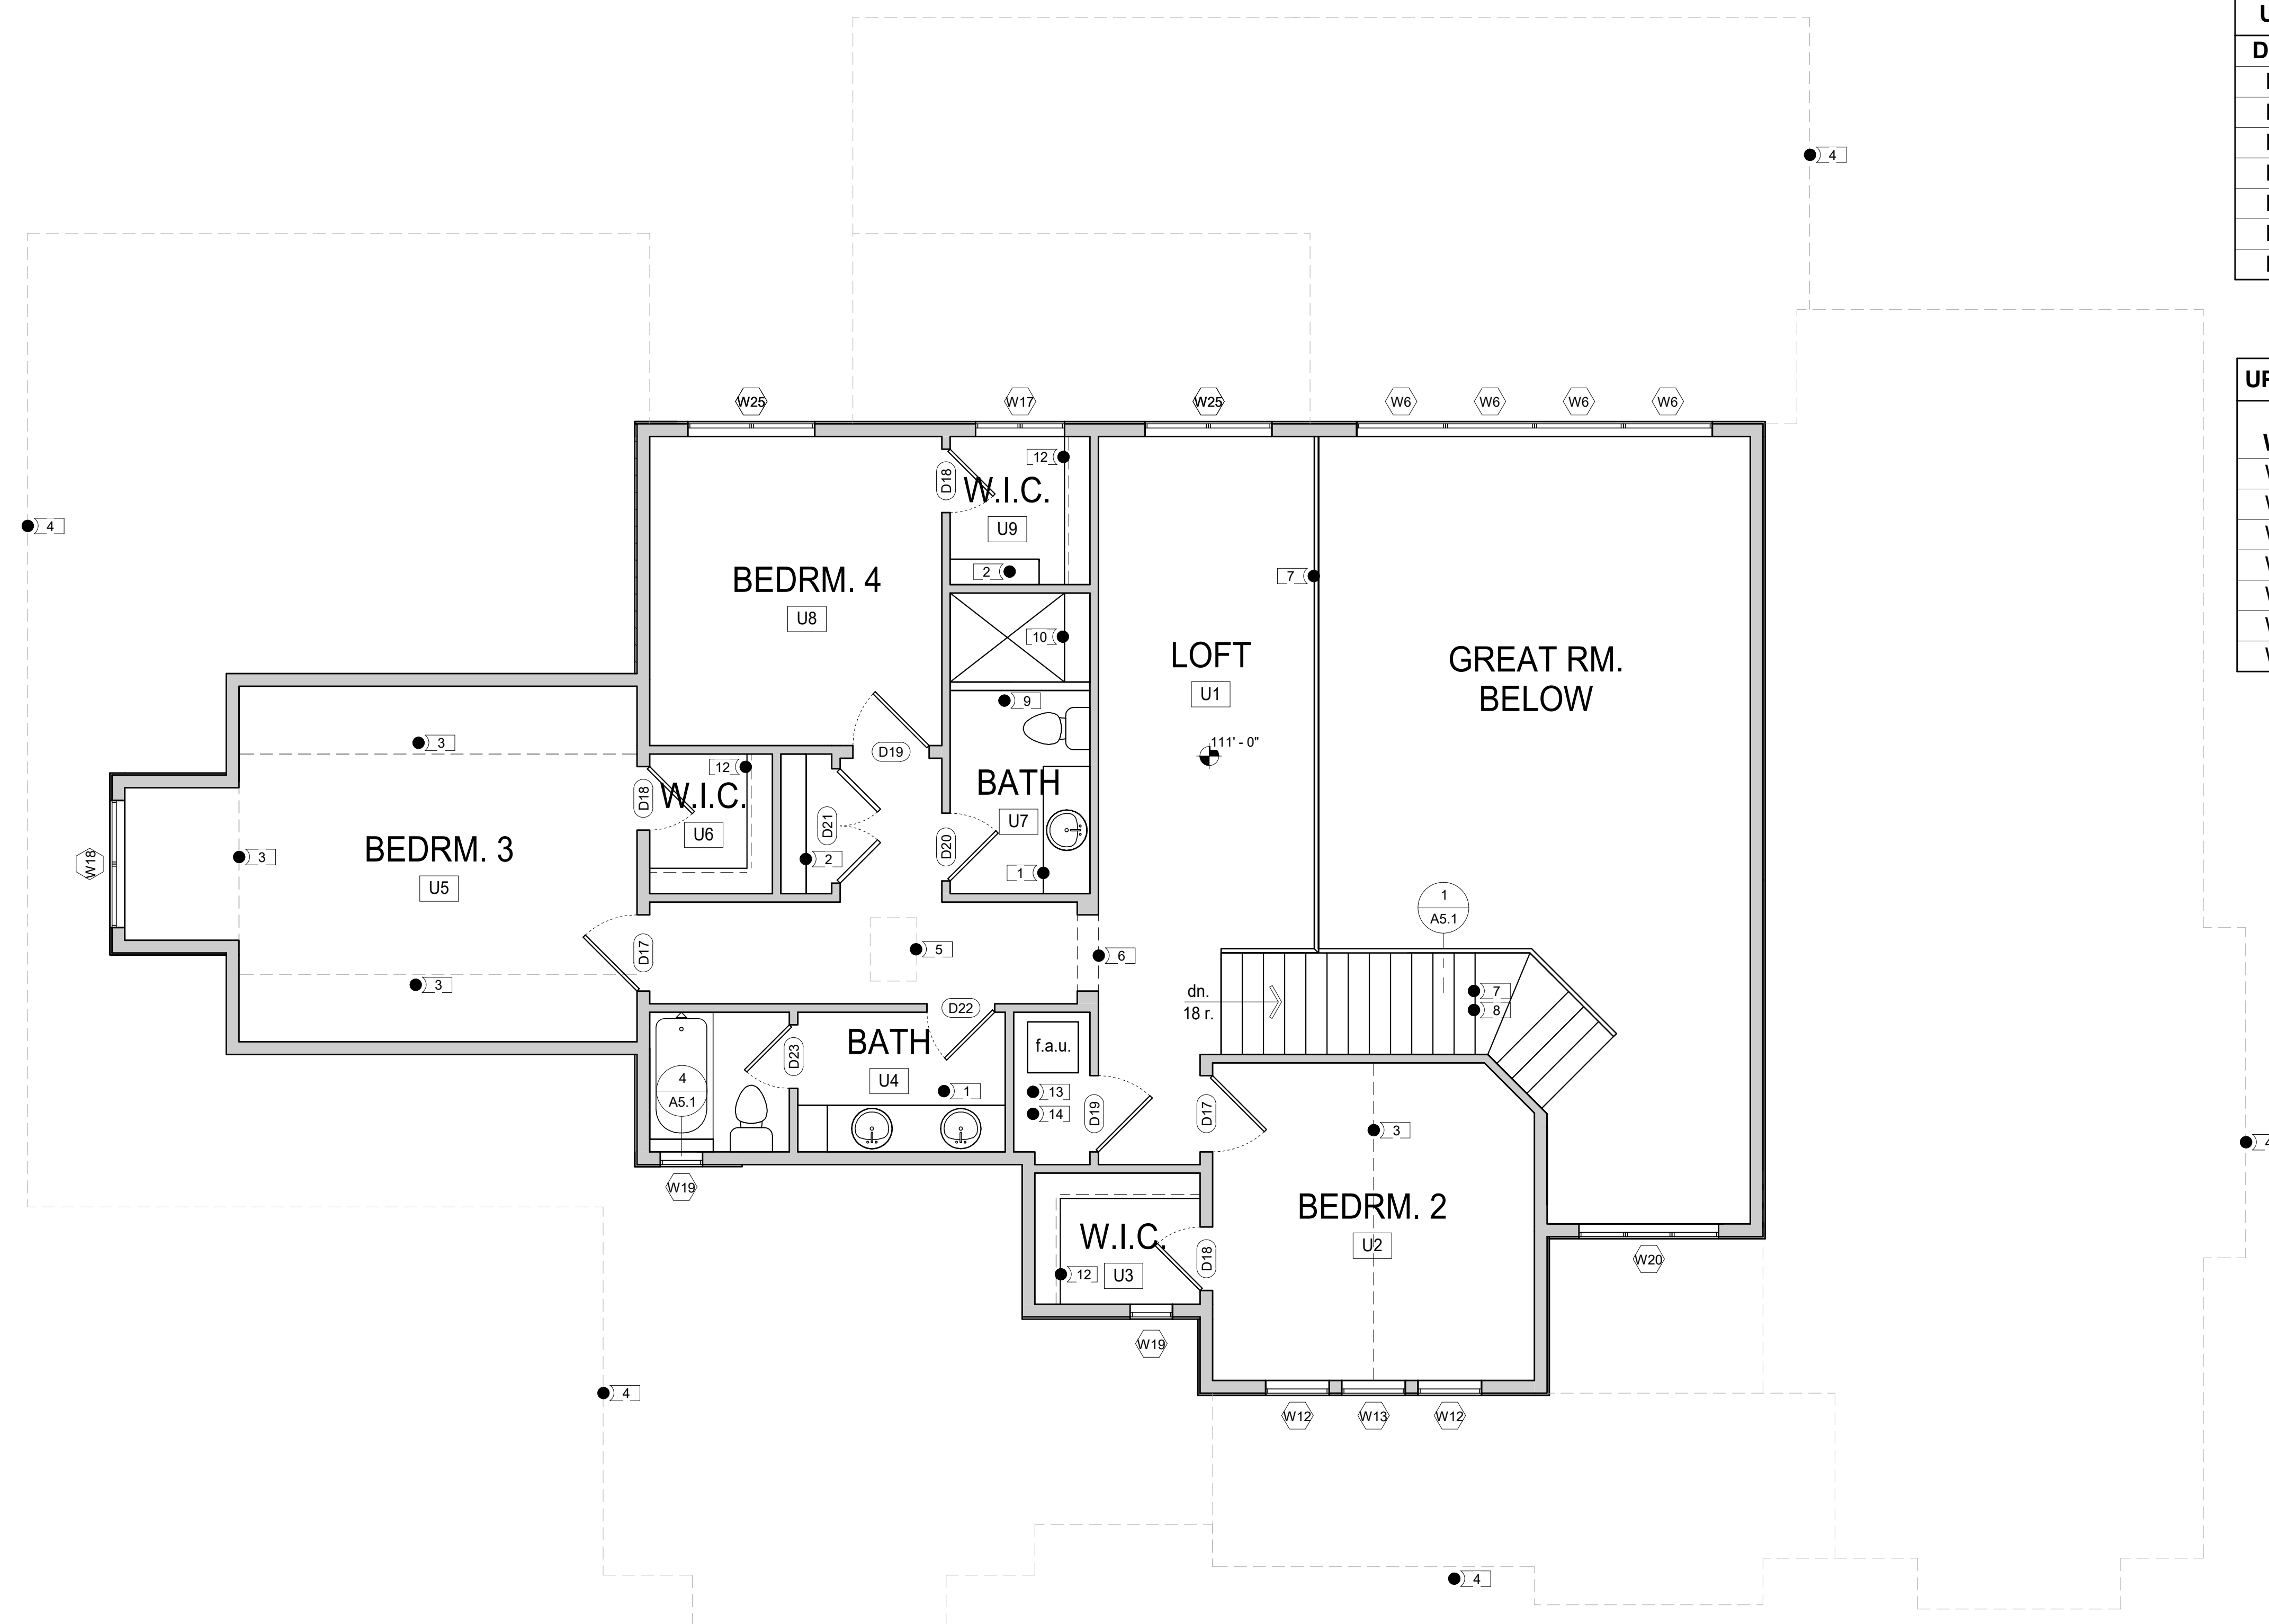 4
W25
W17
W25
W6
W6
W6
W6
12
D18
W.I.C.
U9
4
2
7
BEDRM. 4
U8
10
LOFT
U1
GREAT RM.
BELOW
9
3
D19
111' - 0"
12
D18
W.I.C.
U6
BATH
U7
D21
D20
BEDRM. 3
U5
3
W18
2
1
1
A5.1
D17
5
6
3
dn.
18 r.
7
8
D22
BATH
U4
D23
f.a.u.
4
A5.1
1
13
14
D19
D17
3
4
W19
W.I.C.
U3
12
D18
BEDRM. 2
U2
W20
W19
4
W12
W13
W12
4